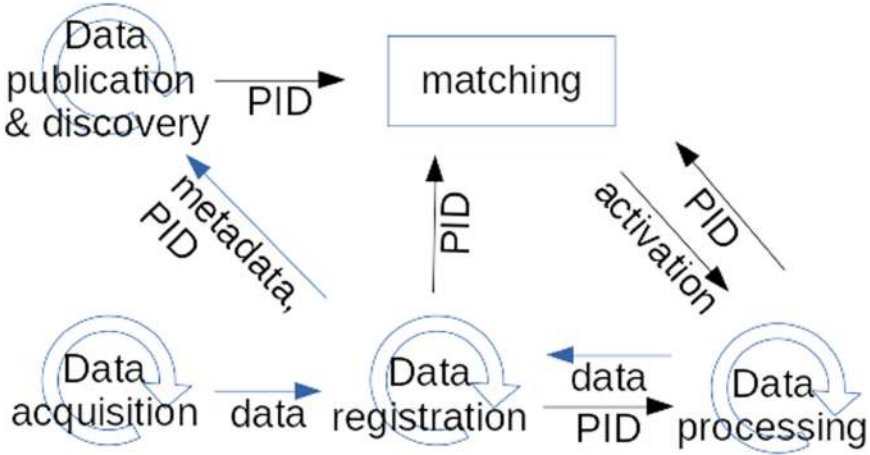 Data
publication
& discovery
PID
matching
metadata,
PID
PID
activation
PID
Data
acquisition
data
Data
registration
data
PID
Data
processing